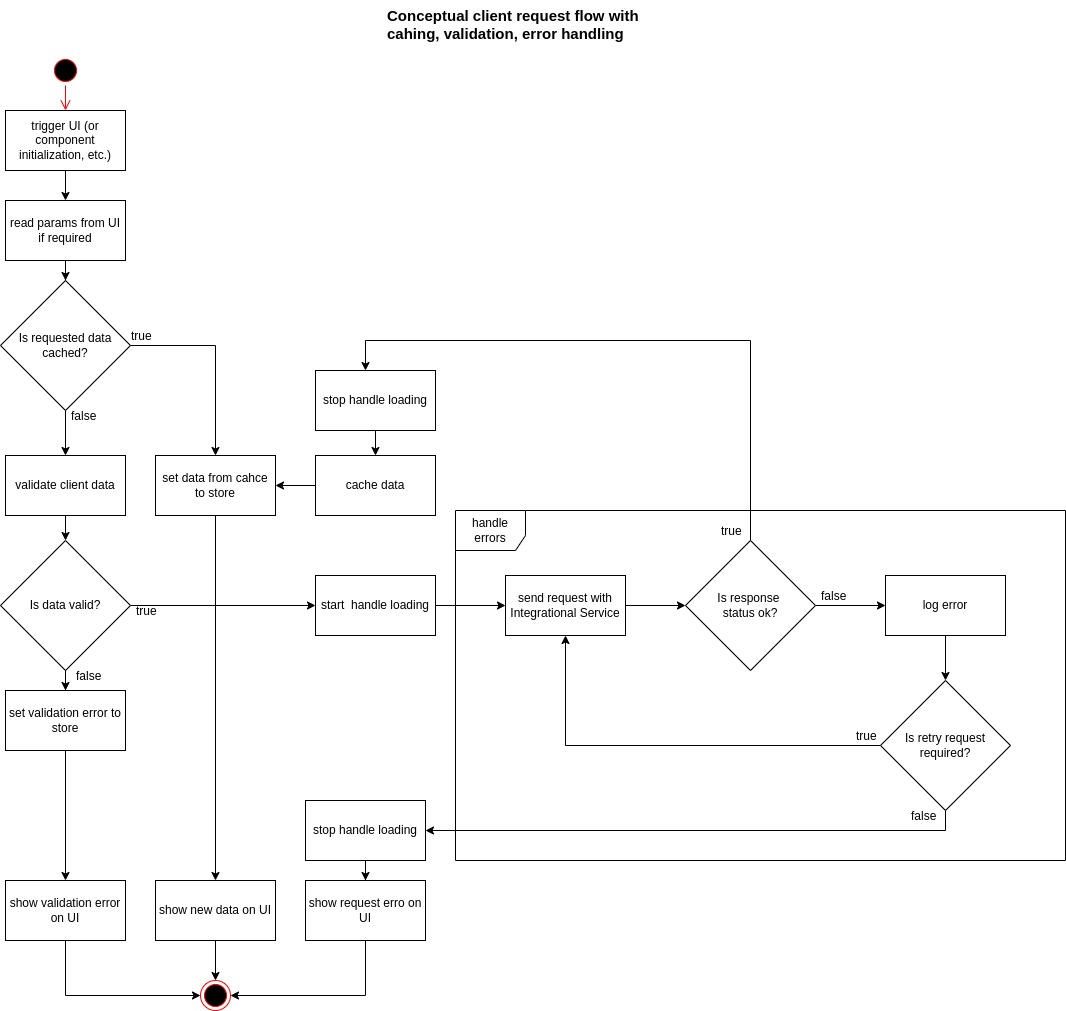 Conceptual client request flow with
cahing, validation, error handling
trigger UI (or
component
initialization, etc.)
read params from UI
if required
Is requested data
cached?
true
false
stop handle loading
validate client data
set data from cahce
to store
cache data
handle
errors
true
Is data valid?
true
start  handle loading
send request with
Integrational Service
Is response
status ok?
false
log error
false
set validation error to
store
true
Is retry request
required?
false
stop handle loading
show validation error
on UI
show new data on UI
show request erro on
UI